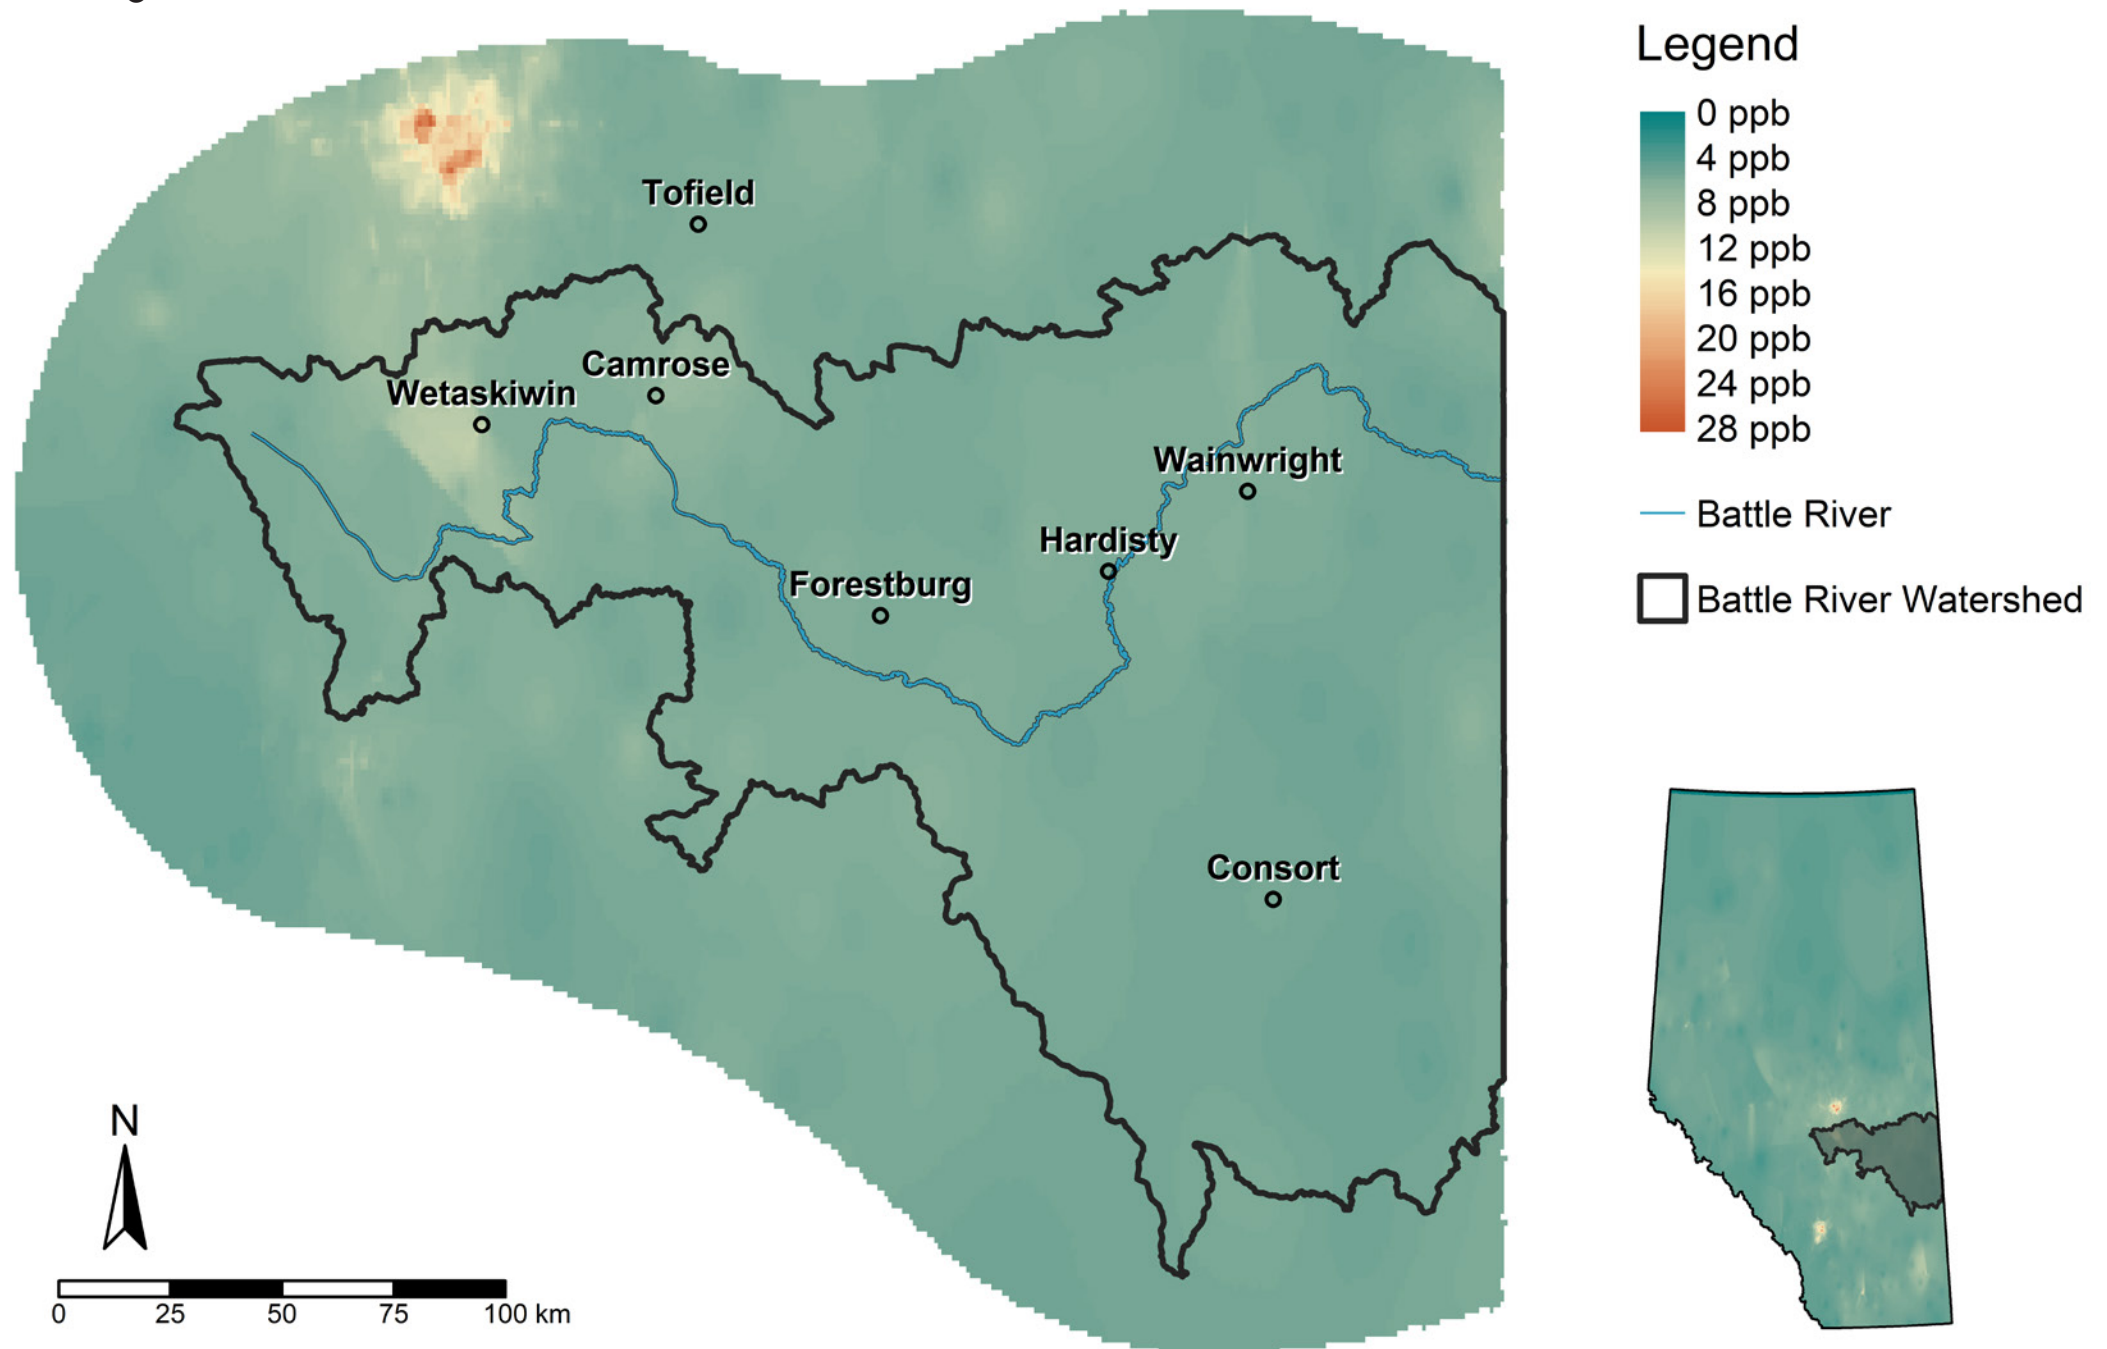 Tofield
Camrose
Wetaskiwin
Wainwright
Hardisty
Forestburg
Consort
N
0 25 50 75 100 km
Legend
0 ppb
4 ppb
8 ppb
12 ppb
16 ppb
20 ppb
24 ppb
28 ppb
Battle River
Battle River Watershed